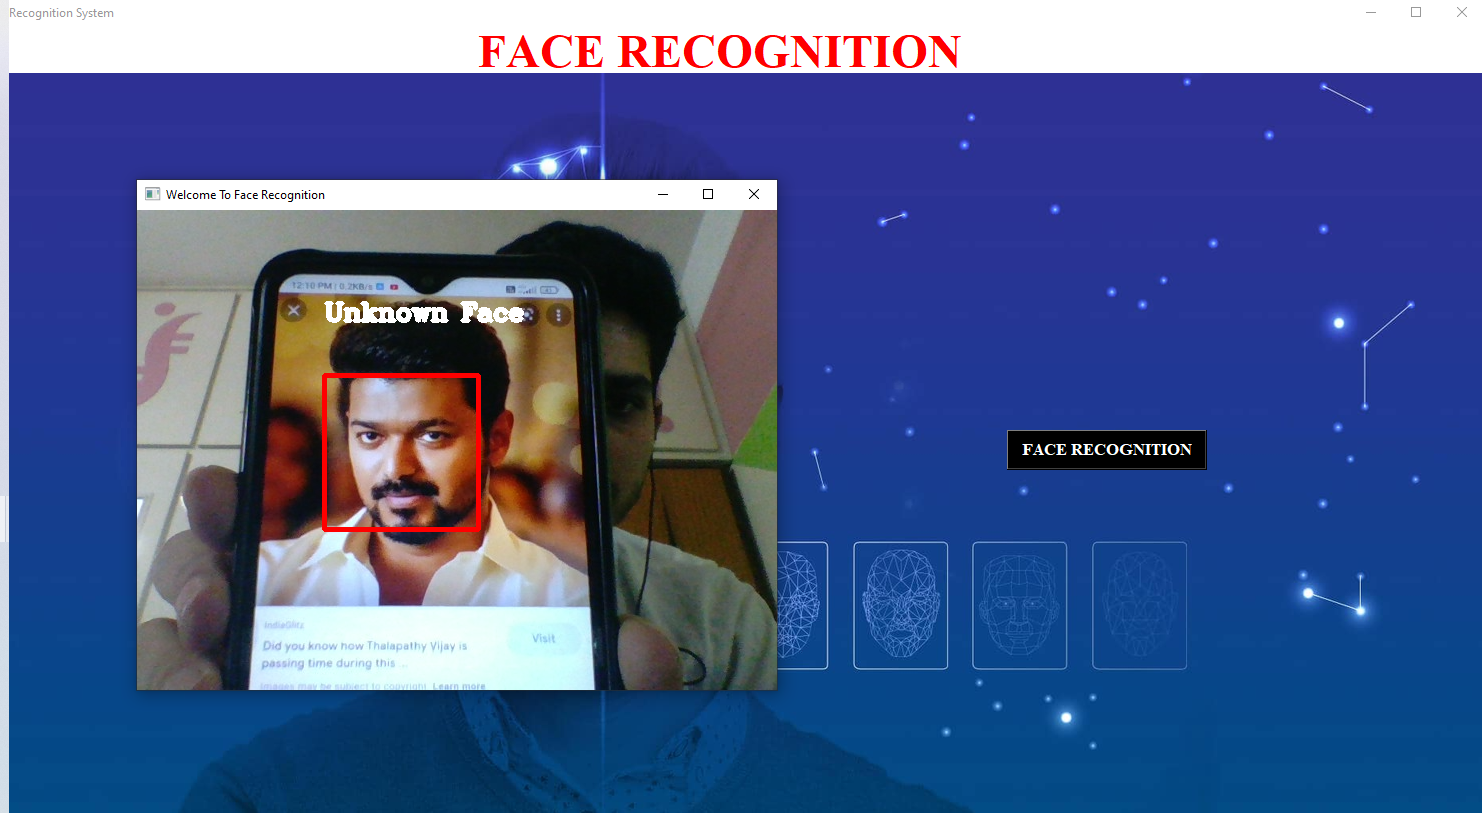 Recognition System
FACE RECOGNITION
Welcome To Face Recognition
12:10 PM | 0.2KB/s
Unknown Face
FACE RECOGNITION
IndiaGlitz
Did you know how Thalapathy Vijay is
passing time during this ...
Visit
Images may be subject to copyright. Learn more